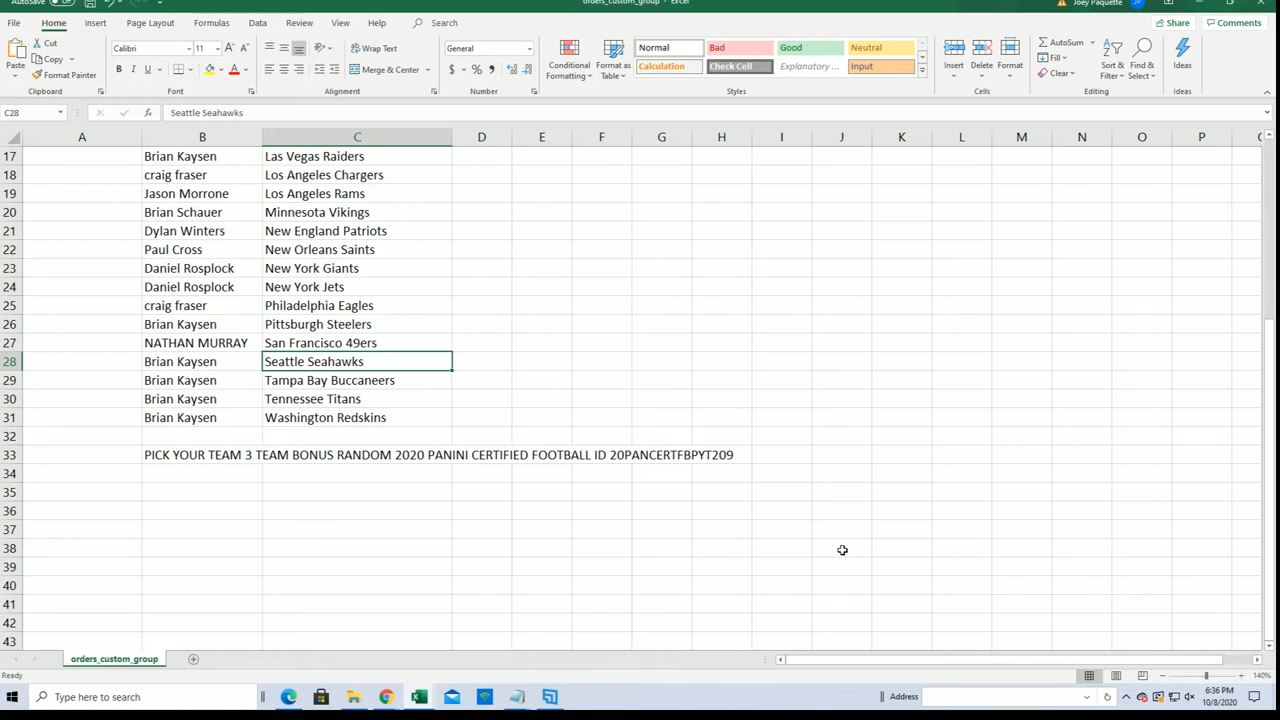 AutoSave
orders_custom_group - Excel
Joey Paquette
File Home Insert Page Layout Formulas Data Review View Help Search
Share Comments
Paste Cut Copy Format Painter Clipboard
Calibri 11 A A B I U A Font
Wrap Text Merge & Center Alignment
General $ % , Number
Conditional Formatting Format as Table
Normal Bad Good Neutral
Calculation Check Cell Explanatory ... Input
Styles
Insert Delete Format Cells
AutoSum Fill Clear Sort & Filter Find & Select Editing
Ideas Ideas
C28 fx Seattle Seahawks
A B C D E F G H I J K L M N O P
17 Brian Kaysen Las Vegas Raiders
18 craig fraser Los Angeles Chargers
19 Jason Morrone Los Angeles Rams
20 Brian Schauer Minnesota Vikings
21 Dylan Winters New England Patriots
22 Paul Cross New Orleans Saints
23 Daniel Rosplock New York Giants
24 Daniel Rosplock New York Jets
25 craig fraser Philadelphia Eagles
26 Brian Kaysen Pittsburgh Steelers
27 NATHAN MURRAY San Francisco 49ers
28 Brian Kaysen Seattle Seahawks
29 Brian Kaysen Tampa Bay Buccaneers
30 Brian Kaysen Tennessee Titans
31 Brian Kaysen Washington Redskins
32
33 PICK YOUR TEAM 3 TEAM BONUS RANDOM 2020 PANINI CERTIFIED FOOTBALL ID 20PANCERTFBPYT209
34
35
36
37
38
39
40
41
42
43
orders_custom_group
Ready 140%
Type here to search Address 6:36 PM
10/8/2020